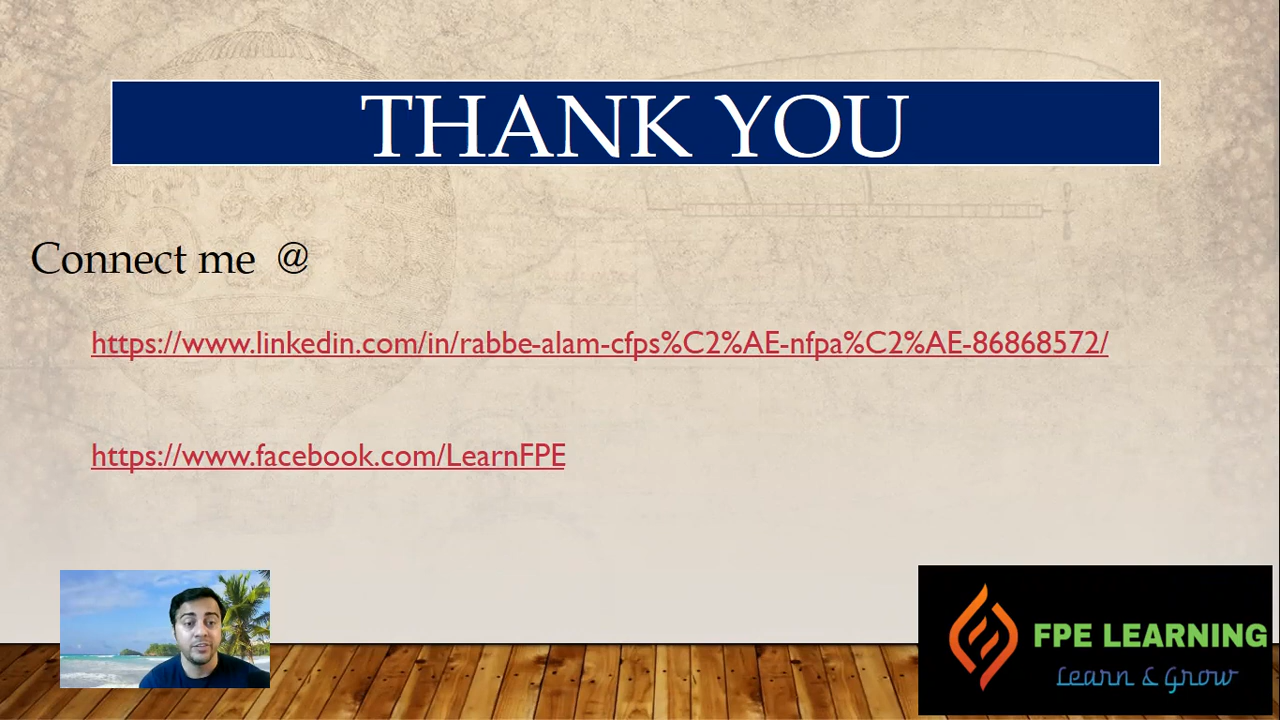 THANK YOU
Connect me @
https://www.linkedin.com/in/rabbe-alam-cfps%C2%AE-nfpa%C2%AE-86868572/
https://www.facebook.com/LearnFPE
FPE LEARNING
Learn & Grow